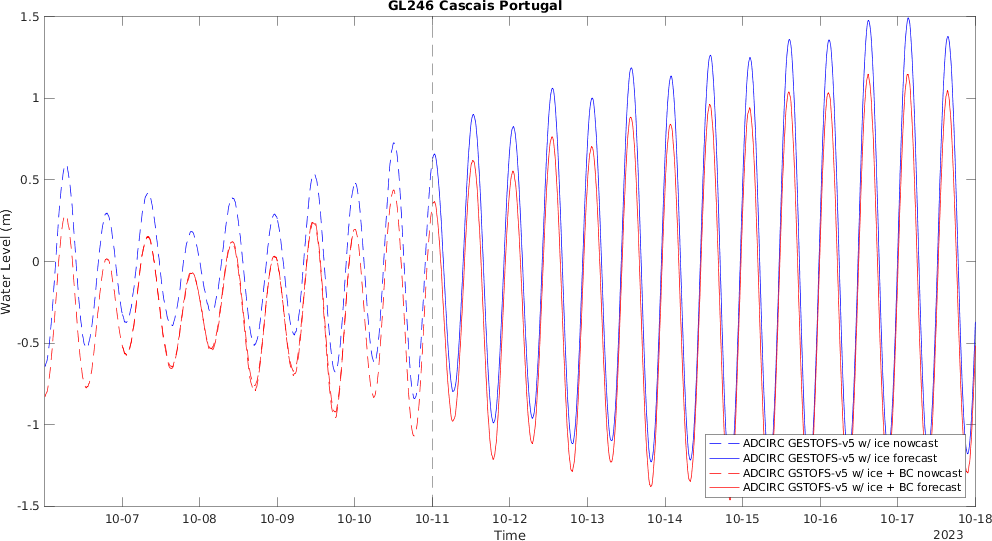 GL246 Cascais Portugal
1.5
1
0.5
0
-0.5
-1
-1.5
Water Level (m)
ADCIRC GESTOFS-v5 w/ ice nowcast
ADCIRC GESTOFS-v5 w/ ice forecast
ADCIRC GSTOFS-v5 w/ ice + BC nowcast
ADCIRC GSTOFS-v5 w/ ice + BC forecast
10-07 10-08 10-09 10-10 10-11 10-12 10-13 10-14 10-15 10-16 10-17 10-18
Time
2023